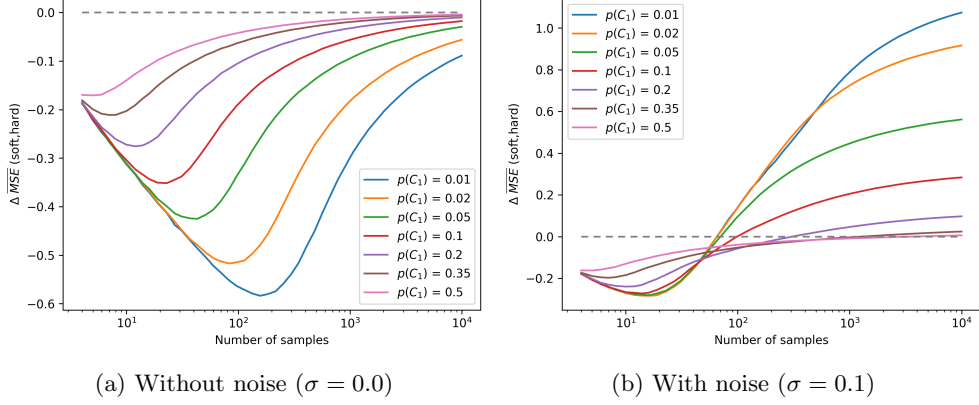 0.0
−0.1
−0.2
−0.3
−0.4
−0.5
−0.6
Δ MSE (soft,hard)
10¹
10²
10³
10⁴
Number of samples
p(C₁) = 0.01
p(C₁) = 0.02
p(C₁) = 0.05
p(C₁) = 0.1
p(C₁) = 0.2
p(C₁) = 0.35
p(C₁) = 0.5
(a) Without noise (σ = 0.0)
1.0
0.8
0.6
0.4
0.2
0.0
−0.2
Δ MSE (soft,hard)
10¹
10²
10³
10⁴
Number of samples
p(C₁) = 0.01
p(C₁) = 0.02
p(C₁) = 0.05
p(C₁) = 0.1
p(C₁) = 0.2
p(C₁) = 0.35
p(C₁) = 0.5
(b) With noise (σ = 0.1)